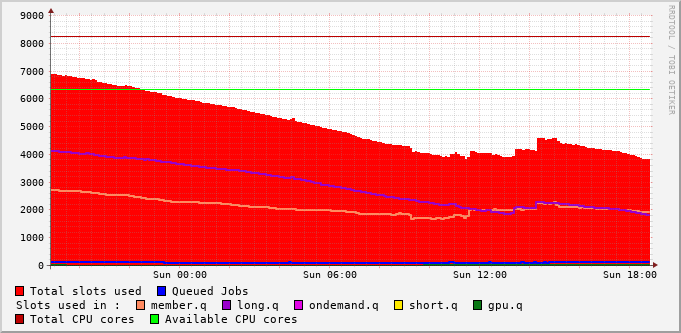 RRDTOOL / TOBI OETIKER
9000
8000
7000
6000
5000
4000
3000
2000
1000
0
Sun 00:00 Sun 06:00 Sun 12:00 Sun 18:00
Total slots used Queued Jobs
Slots used in : member.q long.q ondemand.q short.q gpu.q
Total CPU cores Available CPU cores